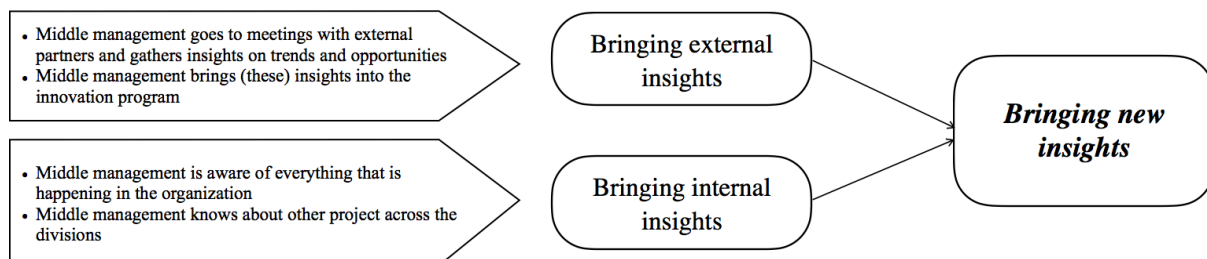 • Middle management goes to meetings with external
partners and gathers insights on trends and opportunities
• Middle management brings (these) insights into the
innovation program
Bringing external
insights
• Middle management is aware of everything that is
happening in the organization
• Middle management knows about other project across the
divisions
Bringing internal
insights
Bringing new
insights